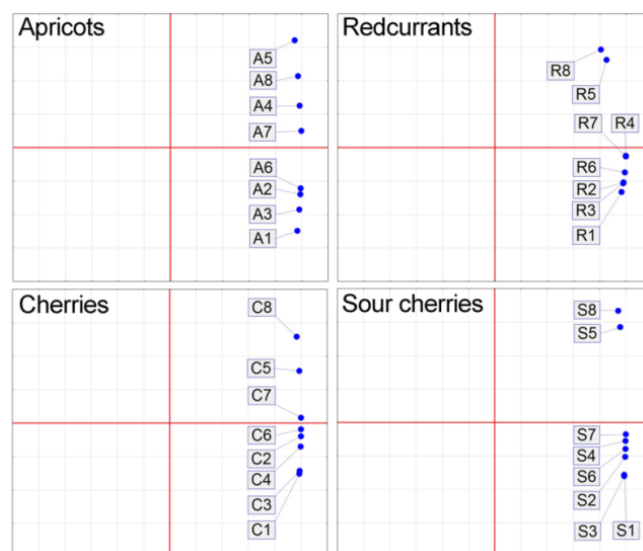 Apricots
A5
A8
A4
A7
A6
A2
A3
A1
Redcurrants
R8
R5
R7 R4
R6
R2
R3
R1
Cherries
C8
C5
C7
C6
C2
C4
C3
C1
Sour cherries
S8
S5
S7
S4
S6
S2
S3 S1